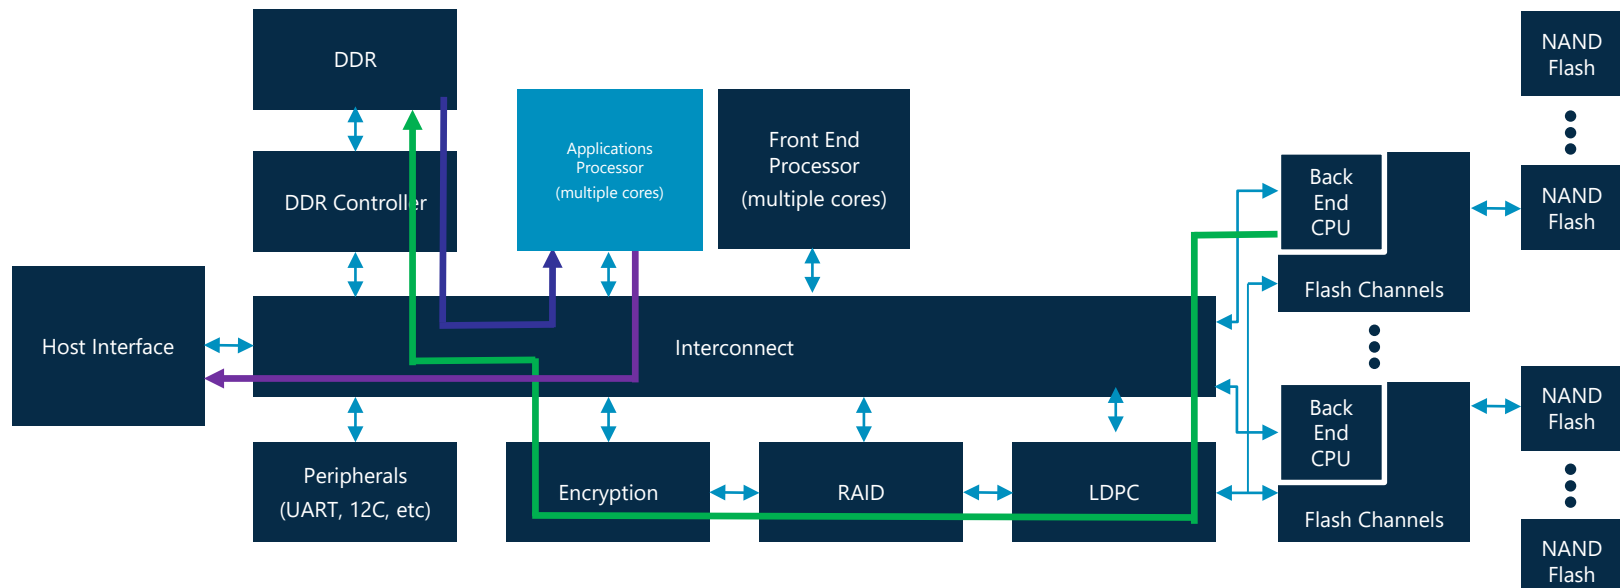 DDR
NAND
Flash
Applications
Processor
(multiple cores)
Front End
Processor
(multiple cores)
DDR Controller
Back
End
CPU
NAND
Flash
Flash Channels
Host Interface
Interconnect
Back
End
CPU
NAND
Flash
Peripherals
(UART, 12C, etc)
Encryption
RAID
LDPC
Flash Channels
NAND
Flash